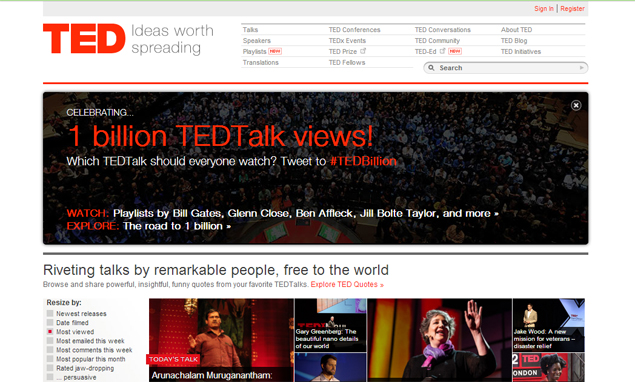 Sign In | Register
TED Ideas worth
spreading
Talks
Speakers
Playlists NEW
Translations
TED Conferences
TEDx Events
TED Prize
TED Fellows
TED Conversations
TED Community
TED-Ed NEW
About TED
TED Blog
TED Initiatives
Search
CELEBRATING...
1 billion TEDTalk views!
Which TEDTalk should everyone watch? Tweet to #TEDBillion
WATCH: Playlists by Bill Gates, Glenn Close, Ben Affleck, Jill Bolte Taylor, and more »
EXPLORE: The road to 1 billion »
Riveting talks by remarkable people, free to the world
Browse and share powerful, insightful, funny quotes from your favorite TEDTalks. Explore TED Quotes »
Resize by:
Newest releases
Date filmed
Most viewed
Most emailed this week
Most comments this week
Most popular this month
Rated jaw-dropping
... persuasive
TODAY'S TALK
Arunachalam Muruganantham:
Gary Greenberg: The
beautiful nano details
of our world
Jake Wood: A new
mission for veterans –
disaster relief
TED
LONDON